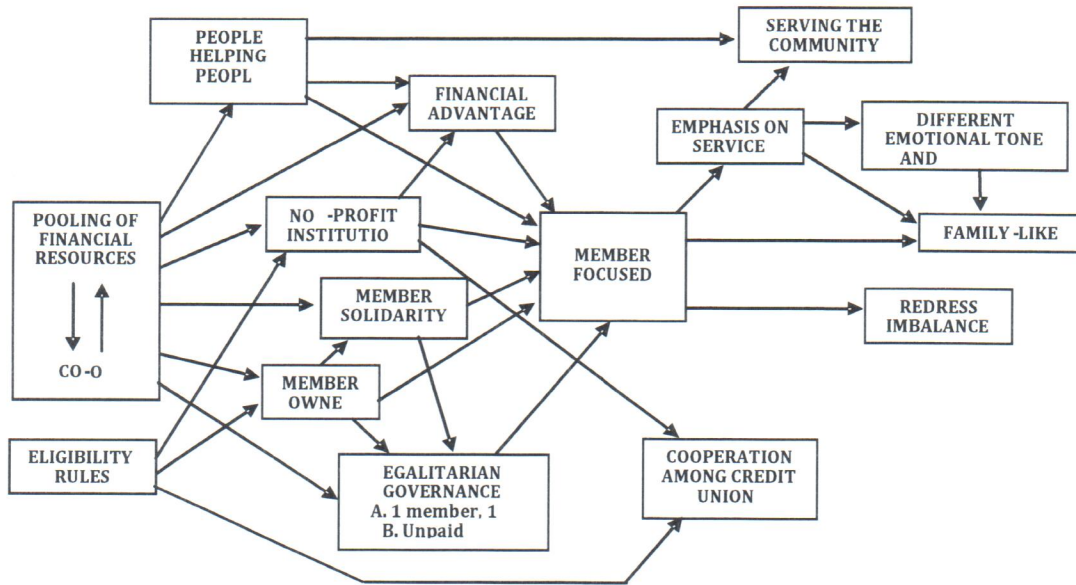 PEOPLE
HELPING
PEOPL
SERVING THE
COMMUNITY
FINANCIAL
ADVANTAGE
EMPHASIS ON
SERVICE
DIFFERENT
EMOTIONAL TONE
AND
POOLING OF
FINANCIAL
RESOURCES
CO-O
NO -PROFIT
INSTITUTIO
MEMBER
FOCUSED
FAMILY-LIKE
MEMBER
SOLIDARITY
REDRESS
IMBALANCE
MEMBER
OWNE
ELIGIBILITY
RULES
EGALITARIAN
GOVERNANCE
A. 1 member, 1
B. Unpaid
COOPERATION
AMONG CREDIT
UNION